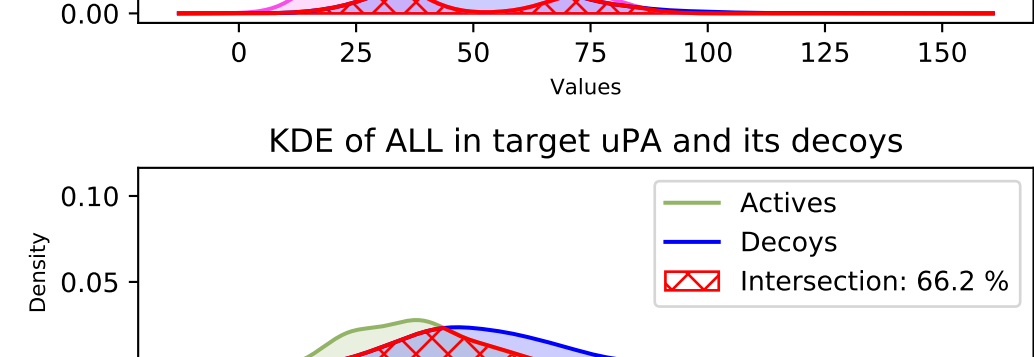 0.00
0 25 50 75 100 125 150
Values
KDE of ALL in target uPA and its decoys
0.10
Actives
Decoys
0.05
Intersection: 66.2 %
Density